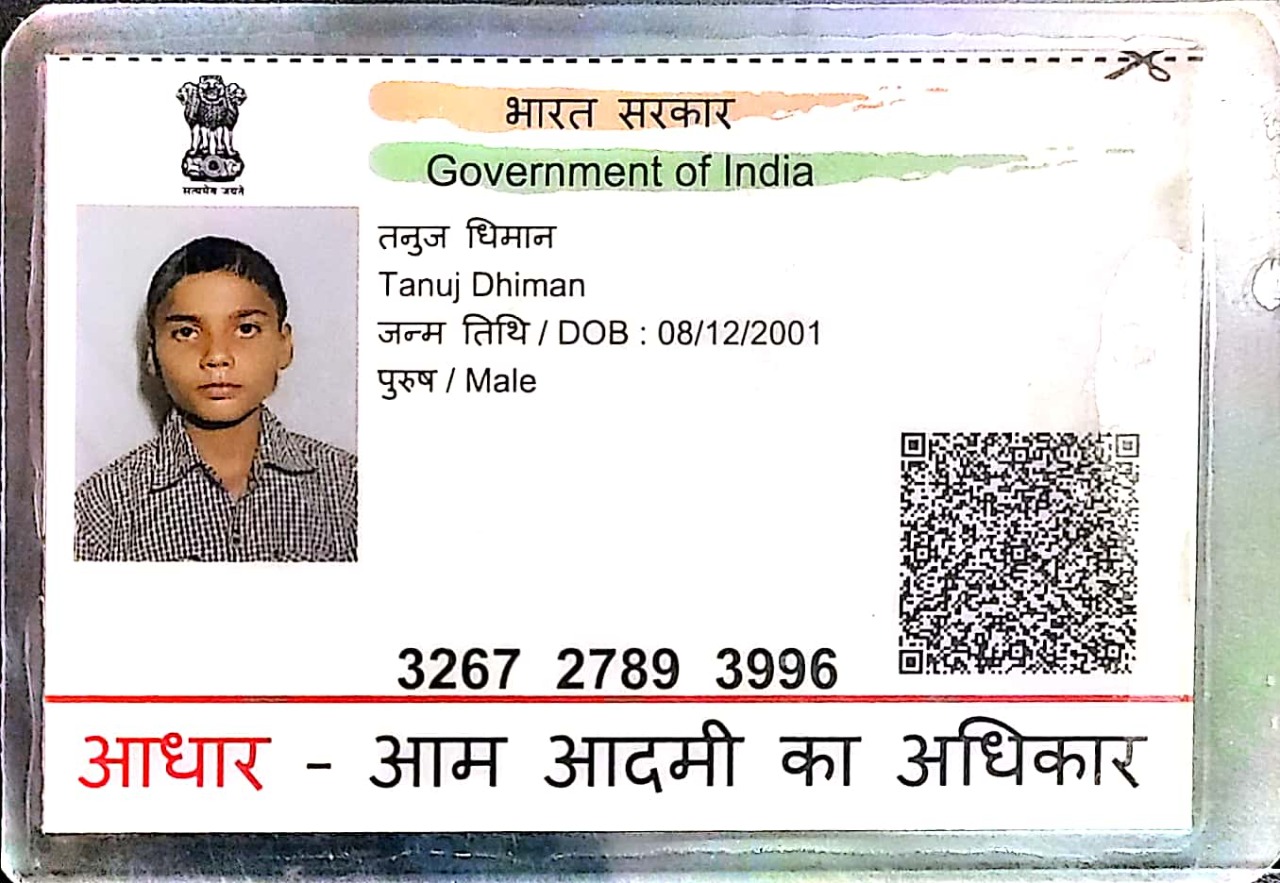 भारत सरकार
Government of India
सत्यमेव जयते
तनुज धिमान
Tanuj Dhiman
जन्म तिथि / DOB : 08/12/2001
पुरुष / Male
3267 2789 3996
आधार - आम आदमी का अधिकार